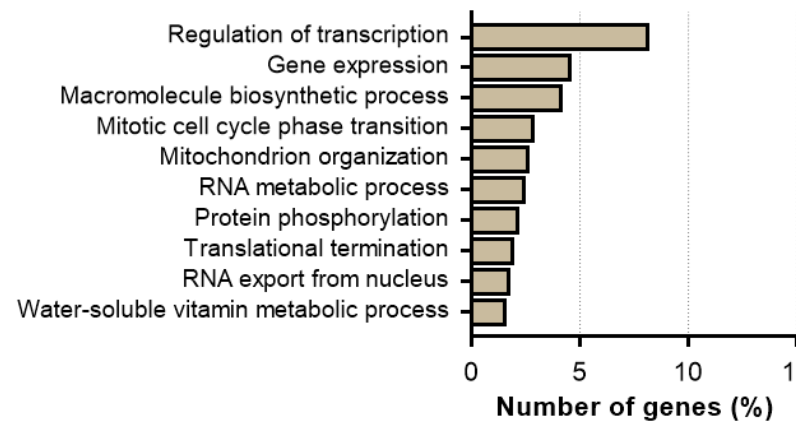 Regulation of transcription
Gene expression
Macromolecule biosynthetic process
Mitotic cell cycle phase transition
Mitochondrion organization
RNA metabolic process
Protein phosphorylation
Translational termination
RNA export from nucleus
Water-soluble vitamin metabolic process
0 5 10
Number of genes (%)